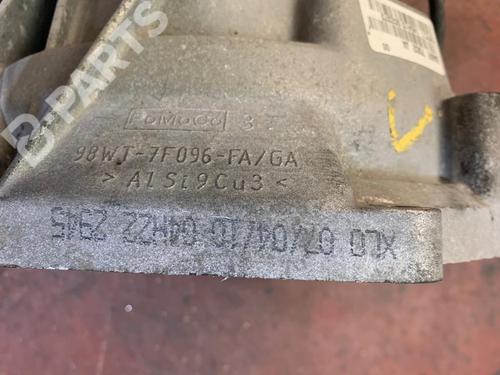 B-PARTS
FoMoCo 3
98WT-7F096-FA/GA
> AlSi9Cu3 <
XLD 07/04/10 04H22 2945